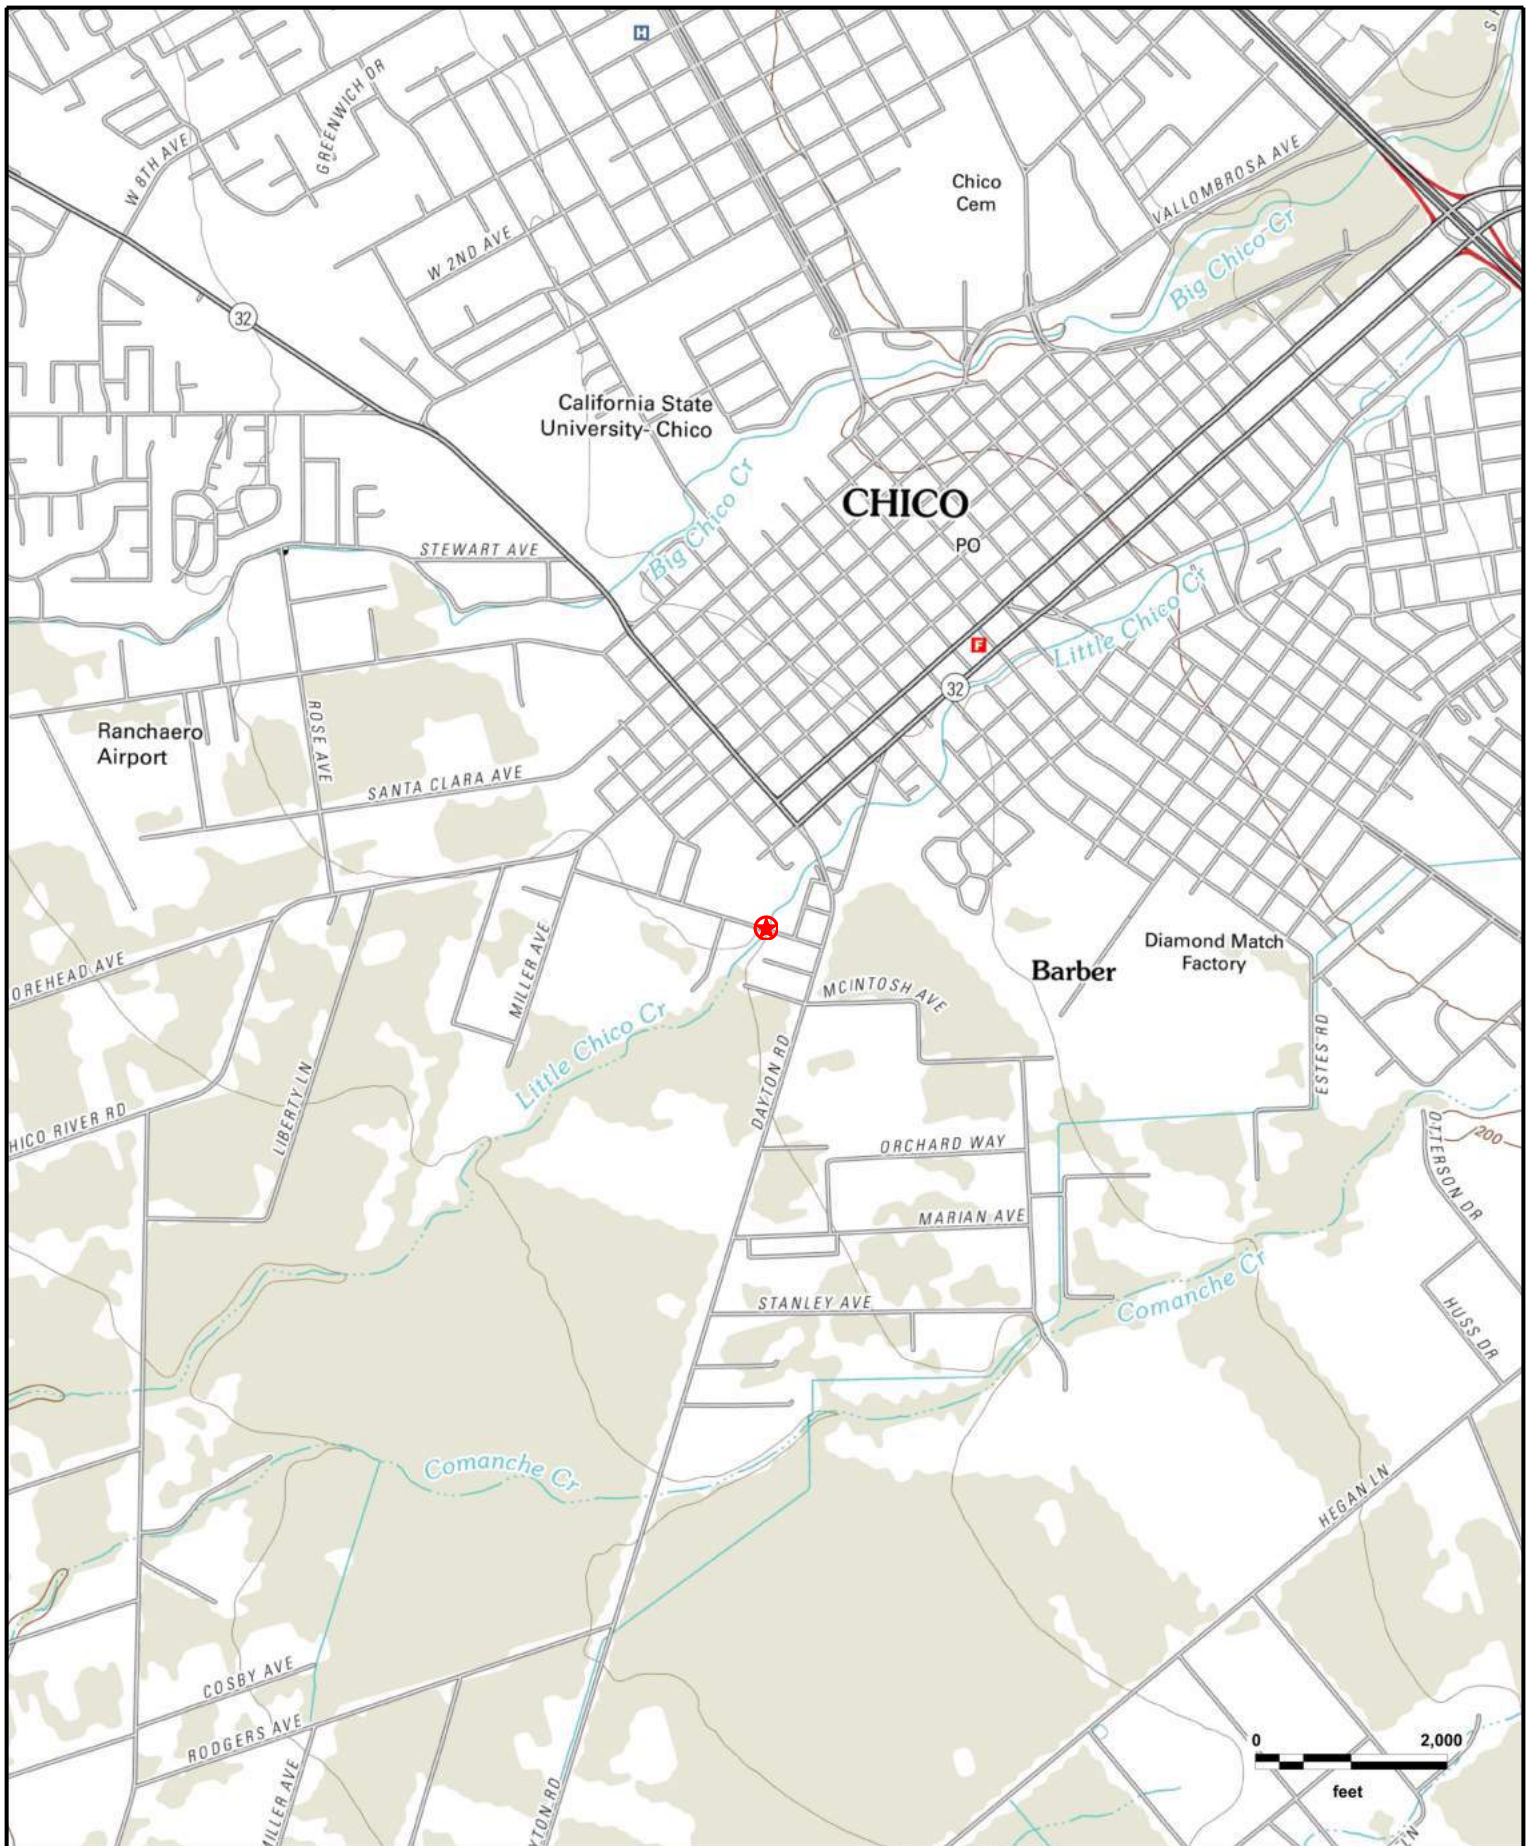 H
S
GREENWICH DR
W 8TH AVE
Chico
Cem
VALLOMBROSA AVE
W 2ND AVE
Big Chico Cr
32
California State
University- Chico
CHICO
Big Chico Cr
PO
STEWART AVE
Little Chico Cr
F
32
ROSE AVE
Ranchaero
Airport
SANTA CLARA AVE
MILLER AVE
Diamond Match
Factory
Barber
OREHEAD AVE
MCINTOSH AVE
Little Chico Cr
ESTES RD
DAYTON RD
LIBERTY LN
HICO RIVER RD
OTTERSON DR
200
ORCHARD WAY
MARIAN AVE
Comanche Cr
STANLEY AVE
HUSS DR
Comanche Cr
HEGAN LN
COSBY AVE
RODGERS AVE
0 2,000
feet
ILLER AVE
YTON RD
N